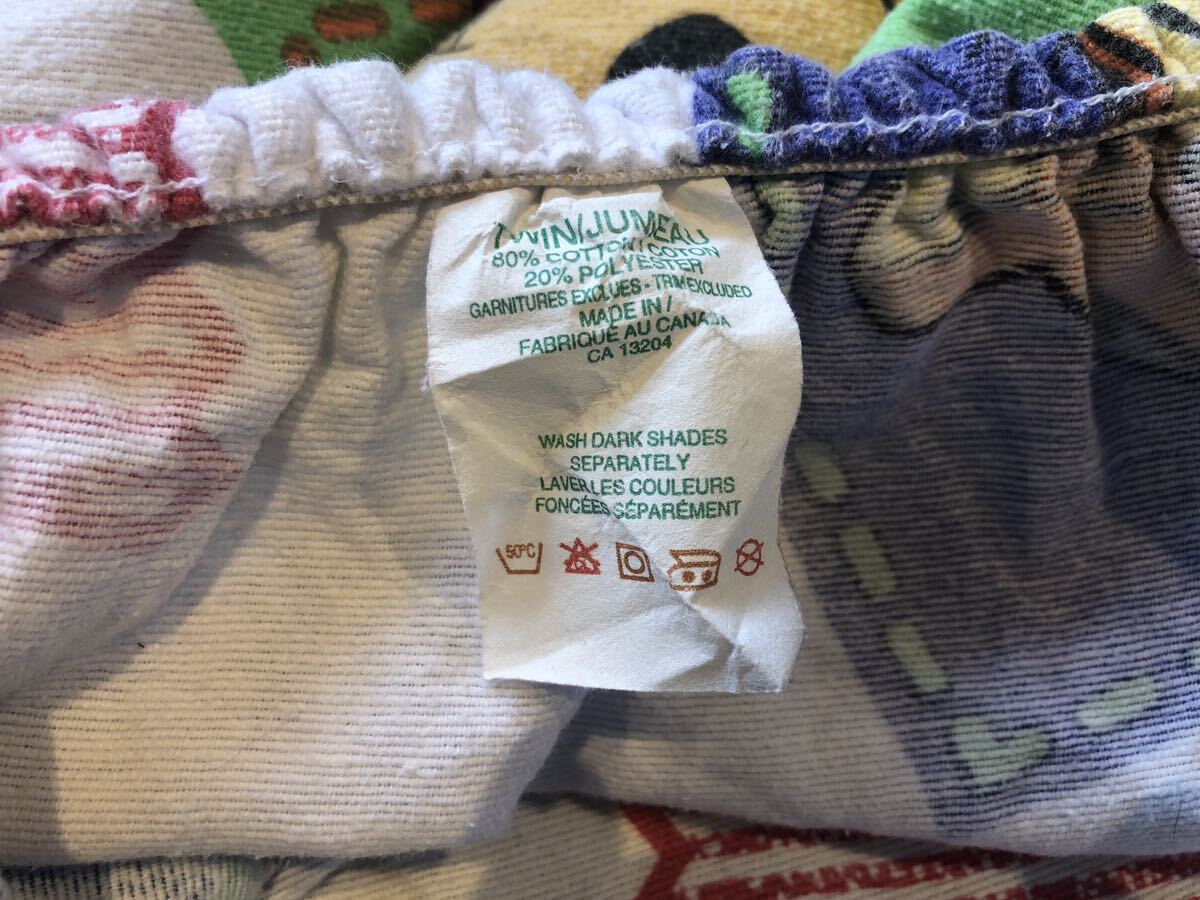 TWIN/JUMEAU
80% COTTON / COTON
20% POLYESTER
GARNITURES EXCLUES - TRIM EXCLUDED
MADE IN /
FABRIQUÉ AU CANADA
CA 13204
WASH DARK SHADES
SEPARATELY
LAVER LES COULEURS
FONCÉES SÉPARÉMENT
50°C